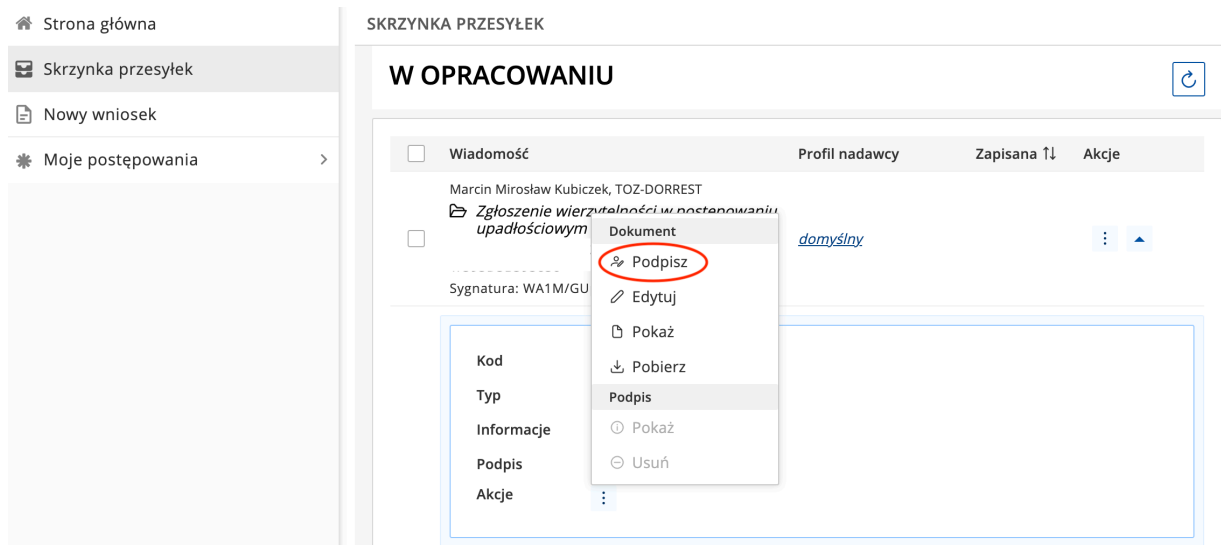 Strona główna
Skrzynka przesyłek
Nowy wniosek
Moje postępowania
SKRZYNKA PRZESYŁEK
W OPRACOWANIU
Wiadomość Profil nadawcy Zapisana Akcje
Marcin Mirosław Kubiczek, TOZ-DORREST
Zgłoszenie wierzytelności w postępowaniu
upadłościowym
domyślny
Sygnatura: WA1M/GU
Dokument
Podpisz
Edytuj
Pokaż
Pobierz
Podpis
Pokaż
Usuń
Kod
Typ
Informacje
Podpis
Akcje